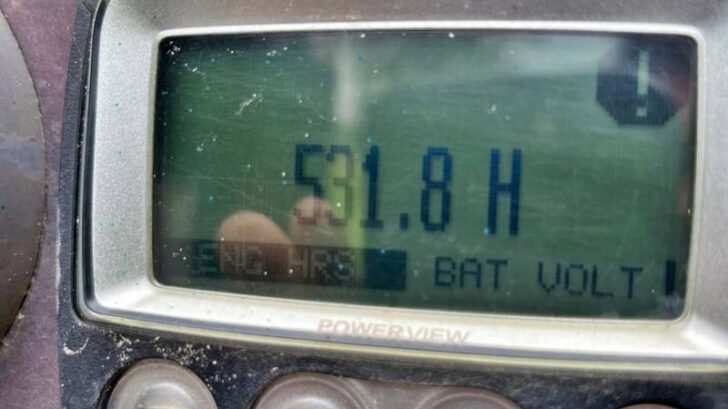 !
531.8 H
ENG HRS BAT VOLT
POWERVIEW